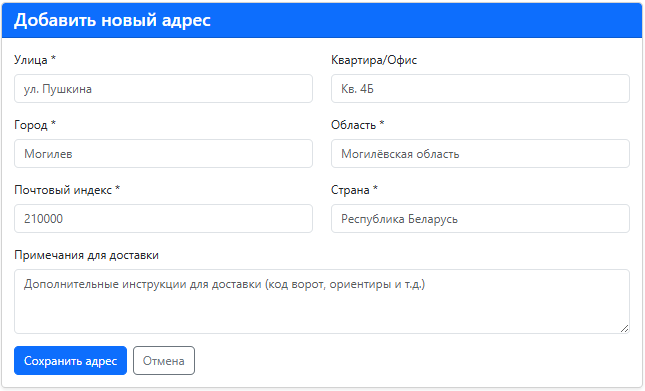 Добавить новый адрес
Улица * Квартира/Офис
ул. Пушкина Кв. 4Б
Город * Область *
Могилев Могилёвская область
Почтовый индекс * Страна *
210000 Республика Беларусь
Примечания для доставки
Дополнительные инструкции для доставки (код ворот, ориентиры и т.д.)
Сохранить адрес Отмена